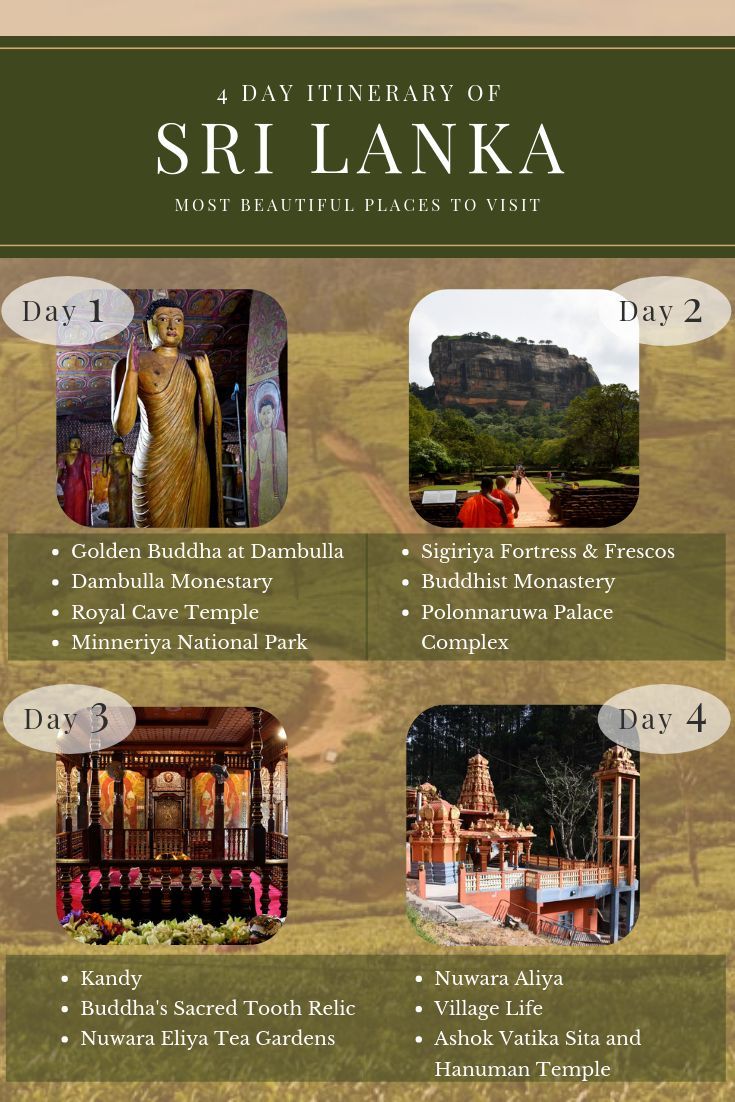 4 DAY ITINERARY OF
SRI LANKA
MOST BEAUTIFUL PLACES TO VISIT
Day 1
• Golden Buddha at Dambulla
• Dambulla Monestary
• Royal Cave Temple
• Minneriya National Park
Day 2
• Sigiriya Fortress & Frescos
• Buddhist Monastery
• Polonnaruwa Palace
Complex
Day 3
• Kandy
• Buddha's Sacred Tooth Relic
• Nuwara Eliya Tea Gardens
Day 4
• Nuwara Aliya
• Village Life
• Ashok Vatika Sita and
Hanuman Temple